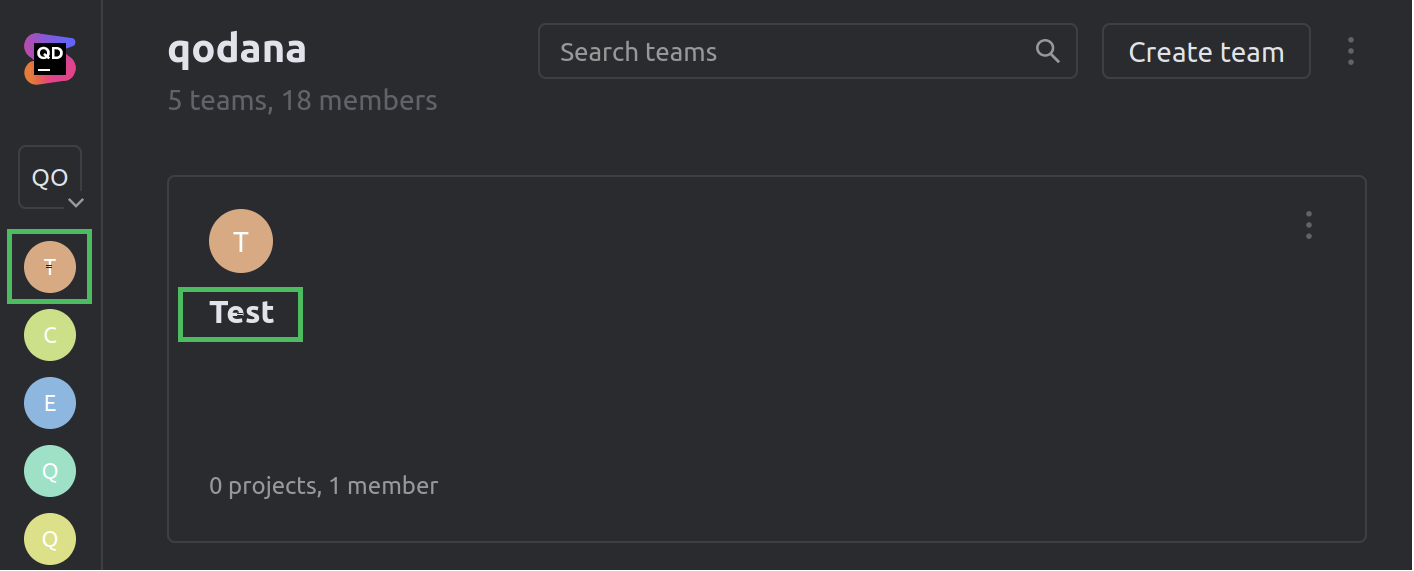 QD
QO
T
C
E
Q
Q
qodana
5 teams, 18 members
Search teams
Create team
T
Test
0 projects, 1 member